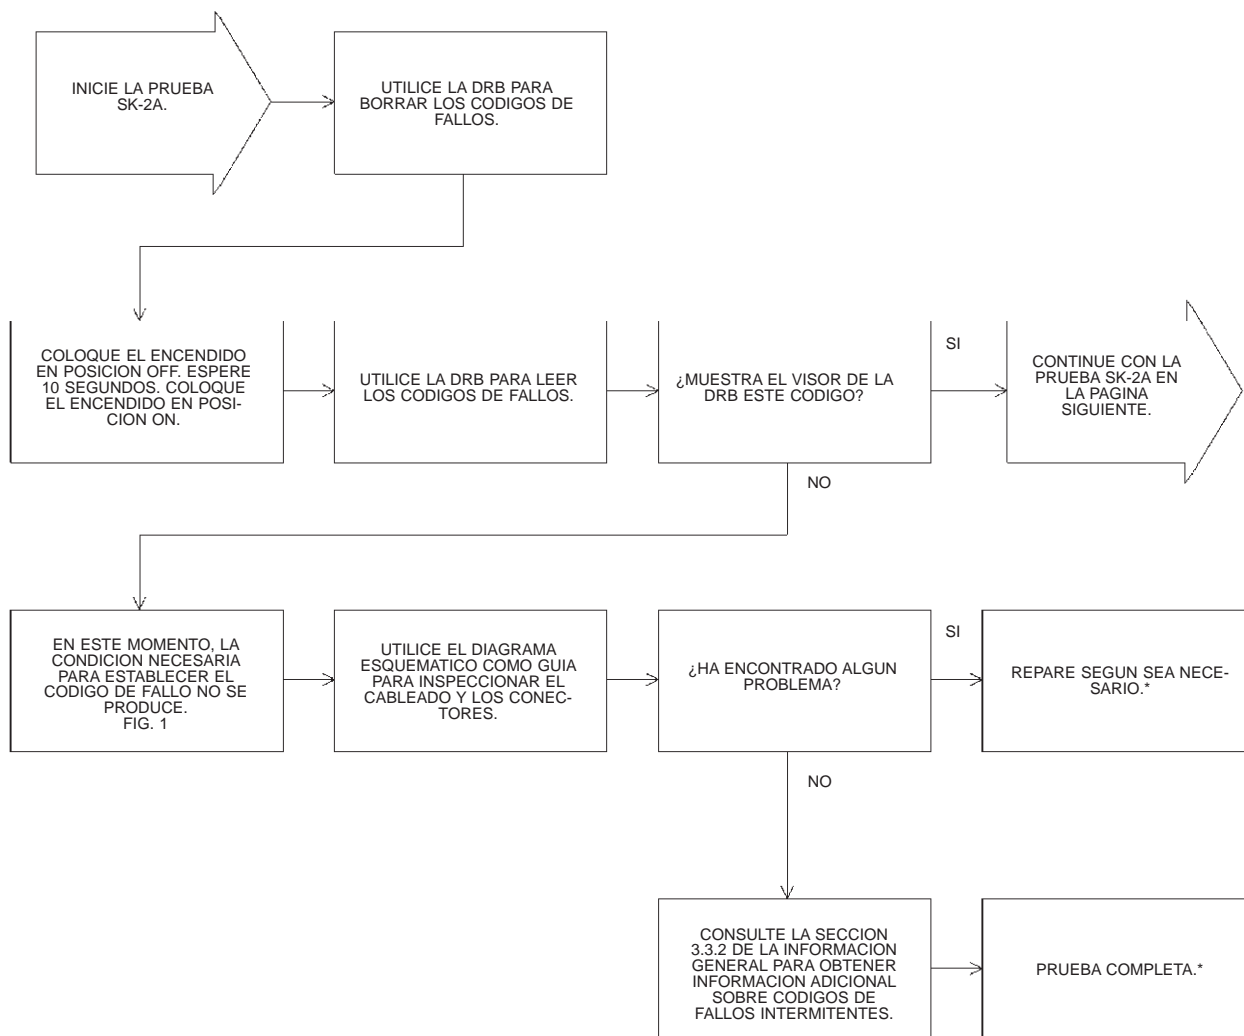 INICIE LA PRUEBA
SK-2A.
UTILICE LA DRB PARA
BORRAR LOS CODIGOS DE
FALLOS.
COLOQUE EL ENCENDIDO
EN POSICION OFF. ESPERE
10 SEGUNDOS. COLOQUE
EL ENCENDIDO EN POSI-
CION ON.
UTILICE LA DRB PARA LEER
LOS CODIGOS DE FALLOS.
¿MUESTRA EL VISOR DE LA
DRB ESTE CODIGO?
SI
CONTINUE CON LA
PRUEBA SK-2A EN
LA PAGINA
SIGUIENTE.
NO
EN ESTE MOMENTO, LA
CONDICION NECESARIA
PARA ESTABLECER EL
CODIGO DE FALLO NO SE
PRODUCE.
FIG. 1
UTILICE EL DIAGRAMA
ESQUEMATICO COMO GUIA
PARA INSPECCIONAR EL
CABLEADO Y LOS CONEC-
TORES.
¿HA ENCONTRADO ALGUN
PROBLEMA?
SI
REPARE SEGUN SEA NECE-
SARIO.*
NO
CONSULTE LA SECCION
3.3.2 DE LA INFORMACION
GENERAL PARA OBTENER
INFORMACION ADICIONAL
SOBRE CODIGOS DE
FALLOS INTERMITENTES.
PRUEBA COMPLETA.*